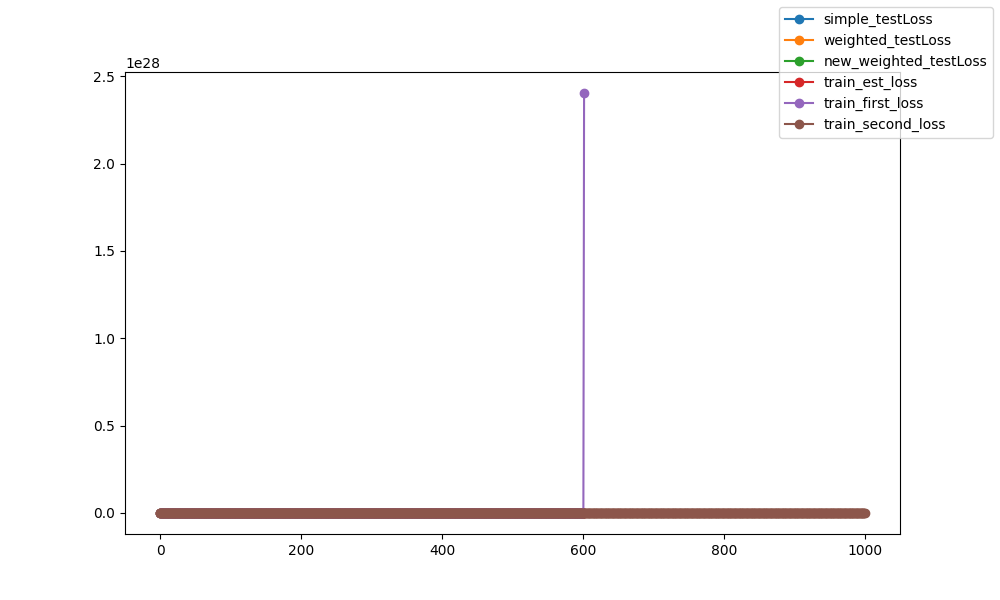 simple_testLoss
weighted_testLoss
new_weighted_testLoss
train_est_loss
train_first_loss
train_second_loss
1e28
2.5
2.0
1.5
1.0
0.5
0.0
0 200 400 600 800 1000